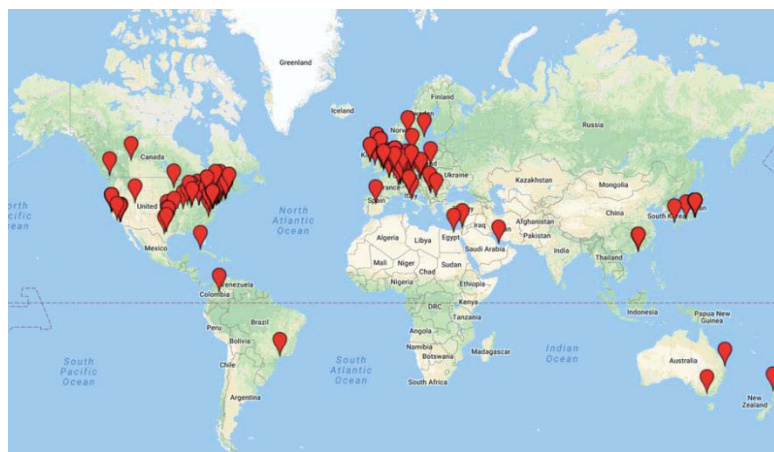 Greenland
Iceland
Finland
Russia
Canada
Ukraine
Kazakhstan
Mongolia
United
North
Atlantic
Ocean
Spain
China
South Korea
Iraq
Afghanistan
Pakistan
Algeria
Libya
Egypt
Saudi Arabia
India
Mexico
Mali
Niger
Chad
Sudan
Thailand
Nigeria
Ethiopia
Venezuela
Colombia
DRC
Kenya
Tanzania
Indonesia
Papua New
Guinea
Peru
Brazil
Bolivia
Angola
Namibia
Botswana
Madagascar
South
Pacific
Ocean
South
Atlantic
Ocean
Indian
Ocean
Australia
Chile
South Africa
Argentina
New
Zealand